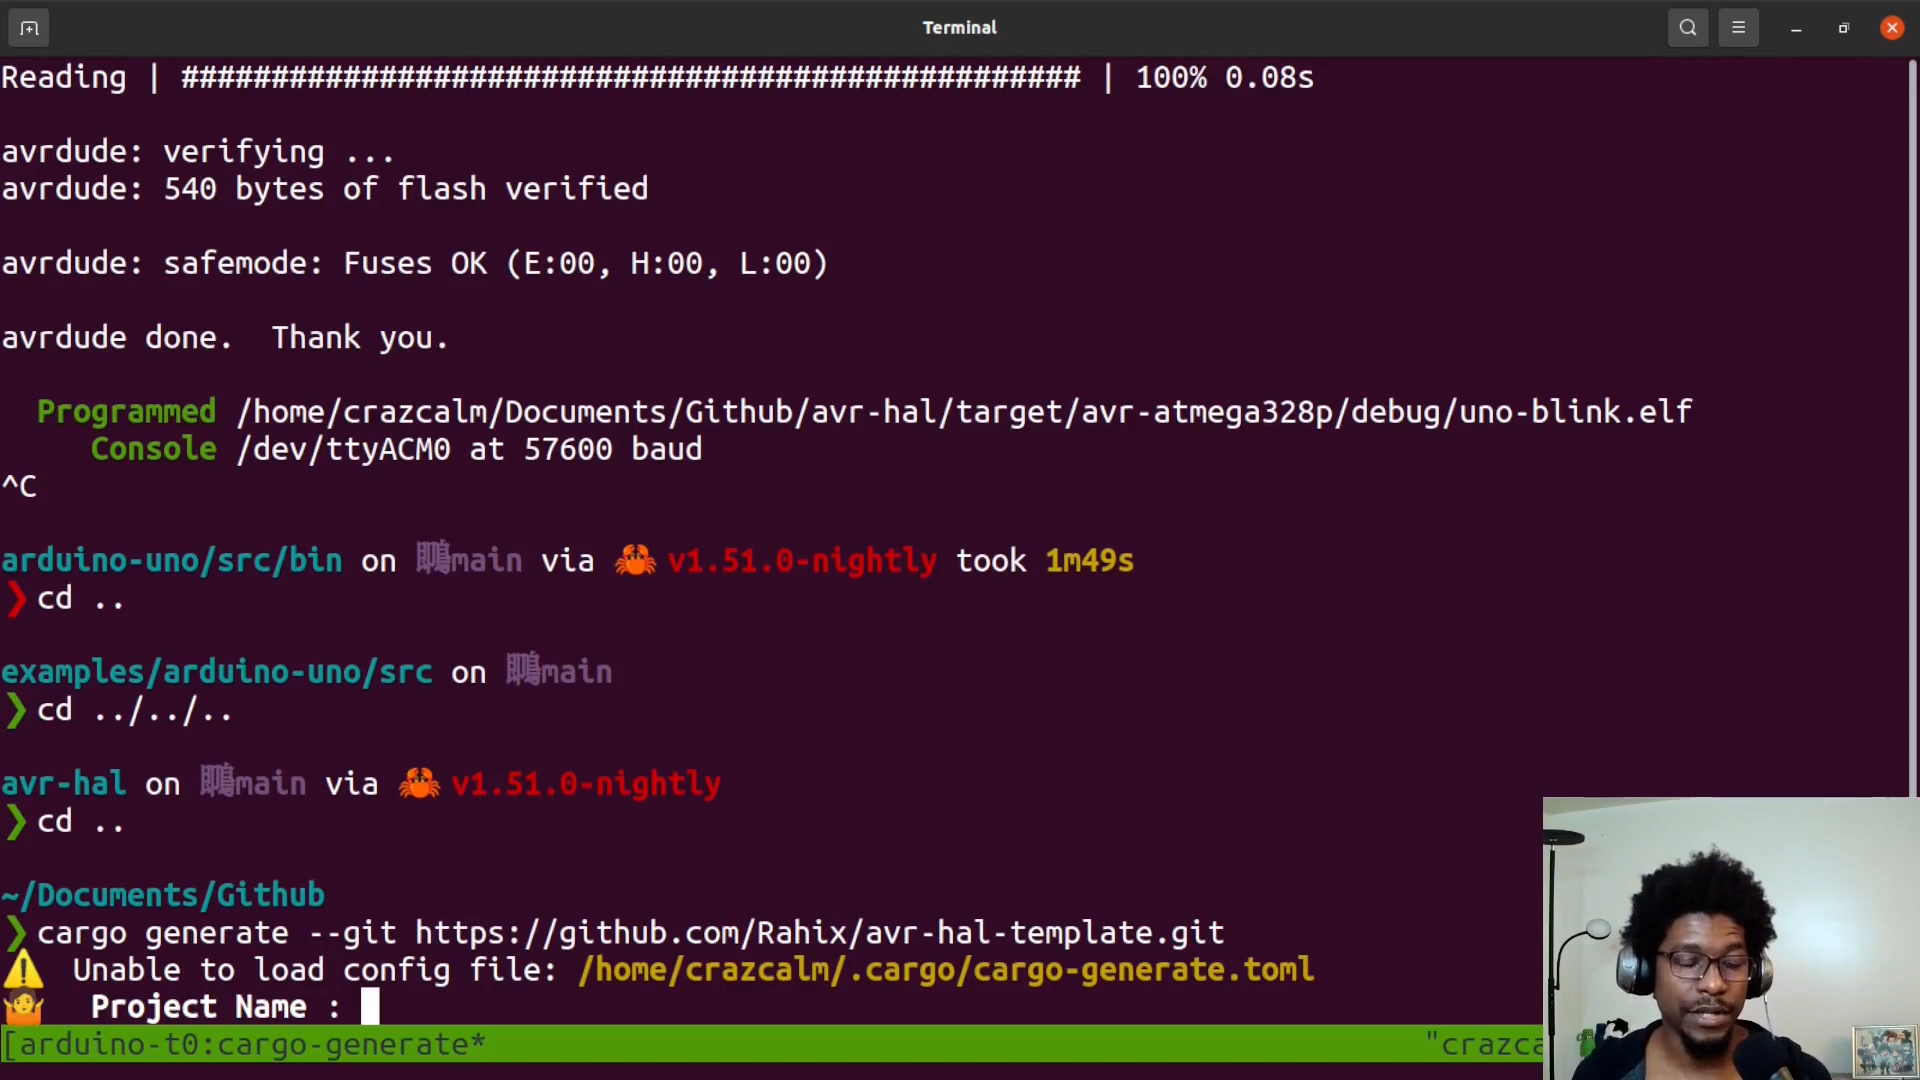 Terminal
Reading | ################################################## | 100% 0.08s
avrdude: verifying ...
avrdude: 540 bytes of flash verified
avrdude: safemode: Fuses OK (E:00, H:00, L:00)
avrdude done.  Thank you.
Programmed /home/crazcalm/Documents/Github/avr-hal/target/avr-atmega328p/debug/uno-blink.elf
Console /dev/ttyACM0 at 57600 baud
^C
arduino-uno/src/bin on main via 🦀 v1.51.0-nightly took 1m49s
❯ cd ..
examples/arduino-uno/src on main
❯ cd ../../..
avr-hal on main via 🦀 v1.51.0-nightly
❯ cd ..
~/Documents/Github
❯ cargo generate --git https://github.com/Rahix/avr-hal-template.git
⚠️ Unable to load config file: /home/crazcalm/.cargo/cargo-generate.toml
🤷 Project Name :
[arduino-t0:cargo-generate* "crazca